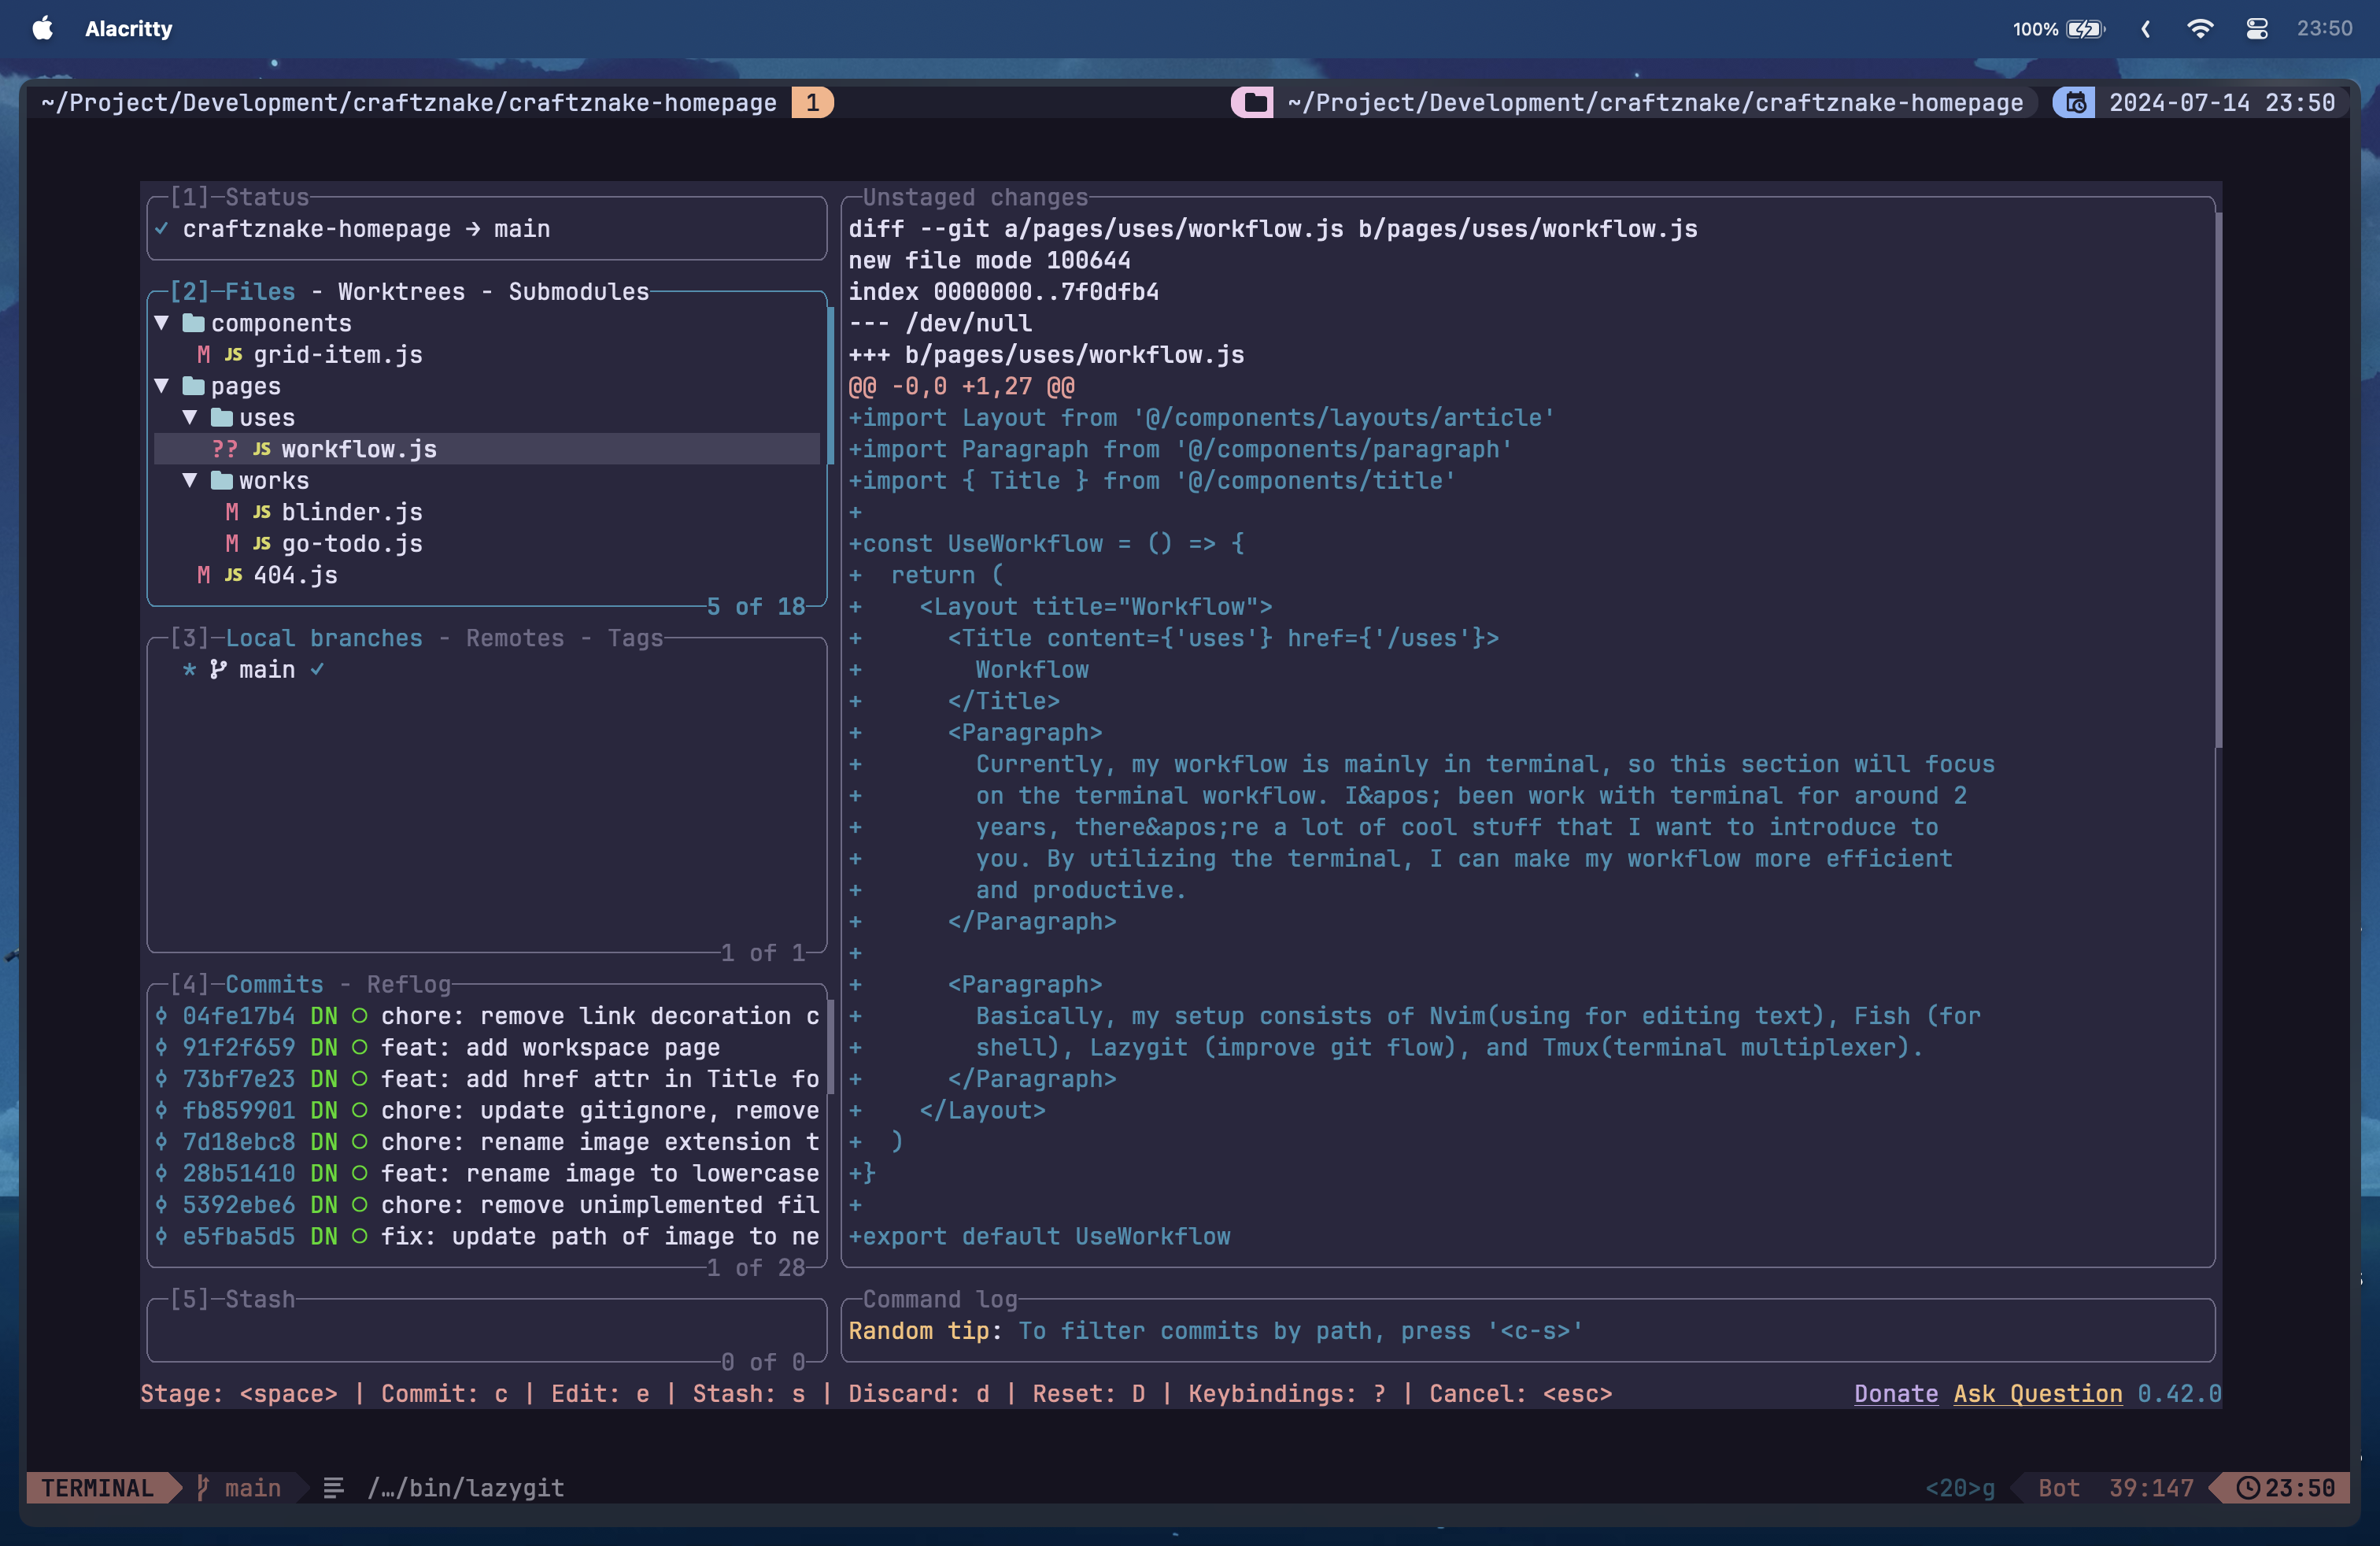 Alacritty
100%
23:50
~/Project/Development/craftznake/craftznake-homepage 1
~/Project/Development/craftznake/craftznake-homepage
2024-07-14 23:50
[1]─Status
✓ craftznake-homepage → main
[2]─Files - Worktrees - Submodules
▼ components
M JS grid-item.js
▼ pages
▼ uses
?? JS workflow.js
▼ works
M JS blinder.js
M JS go-todo.js
M JS 404.js
5 of 18
[3]─Local branches - Remotes - Tags
* main ✓
1 of 1
[4]─Commits - Reflog
04fe17b4 DN ○ chore: remove link decoration c
91f2f659 DN ○ feat: add workspace page
73bf7e23 DN ○ feat: add href attr in Title fo
fb859901 DN ○ chore: update gitignore, remove
7d18ebc8 DN ○ chore: rename image extension t
28b51410 DN ○ feat: rename image to lowercase
5392ebe6 DN ○ chore: remove unimplemented fil
e5fba5d5 DN ○ fix: update path of image to ne
1 of 28
[5]─Stash
0 of 0
Unstaged changes
diff --git a/pages/uses/workflow.js b/pages/uses/workflow.js
new file mode 100644
index 0000000..7f0dfb4
--- /dev/null
+++ b/pages/uses/workflow.js
@@ -0,0 +1,27 @@
+import Layout from '@/components/layouts/article'
+import Paragraph from '@/components/paragraph'
+import { Title } from '@/components/title'
+
+const UseWorkflow = () => {
+  return (
+    <Layout title="Workflow">
+      <Title content={'uses'} href={'/uses'}>
+        Workflow
+      </Title>
+      <Paragraph>
+        Currently, my workflow is mainly in terminal, so this section will focus
+        on the terminal workflow. I&apos; been work with terminal for around 2
+        years, there&apos;re a lot of cool stuff that I want to introduce to
+        you. By utilizing the terminal, I can make my workflow more efficient
+        and productive.
+      </Paragraph>
+
+      <Paragraph>
+        Basically, my setup consists of Nvim(using for editing text), Fish (for
+        shell), Lazygit (improve git flow), and Tmux(terminal multiplexer).
+      </Paragraph>
+    </Layout>
+  )
+}
+
+export default UseWorkflow
Command log
Random tip: To filter commits by path, press '<c-s>'
Stage: <space> | Commit: c | Edit: e | Stash: s | Discard: d | Reset: D | Keybindings: ? | Cancel: <esc>
Donate Ask Question 0.42.0
TERMINAL main /…/bin/lazygit
<20>g Bot 39:147 23:50